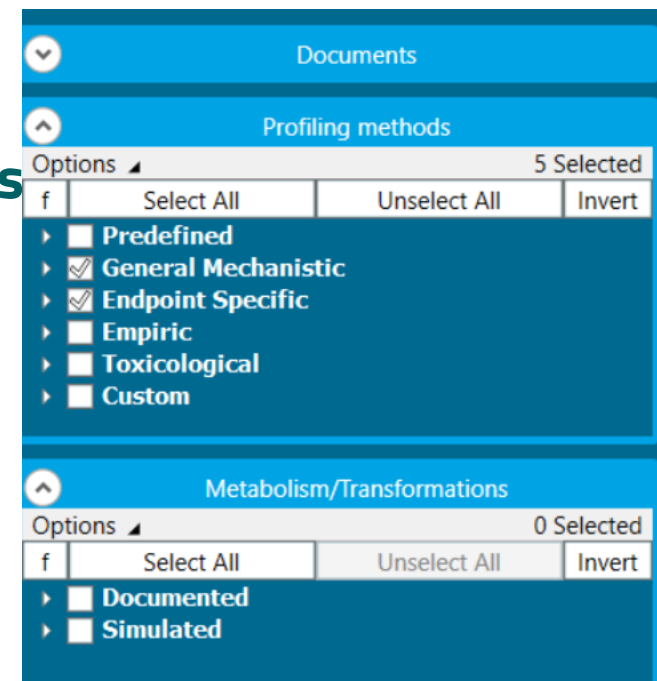 Documents
Profiling methods
Options 5 Selected
s
f Select All Unselect All Invert
Predefined
General Mechanistic
Endpoint Specific
Empiric
Toxicological
Custom
Metabolism/Transformations
Options 0 Selected
f Select All Unselect All Invert
Documented
Simulated